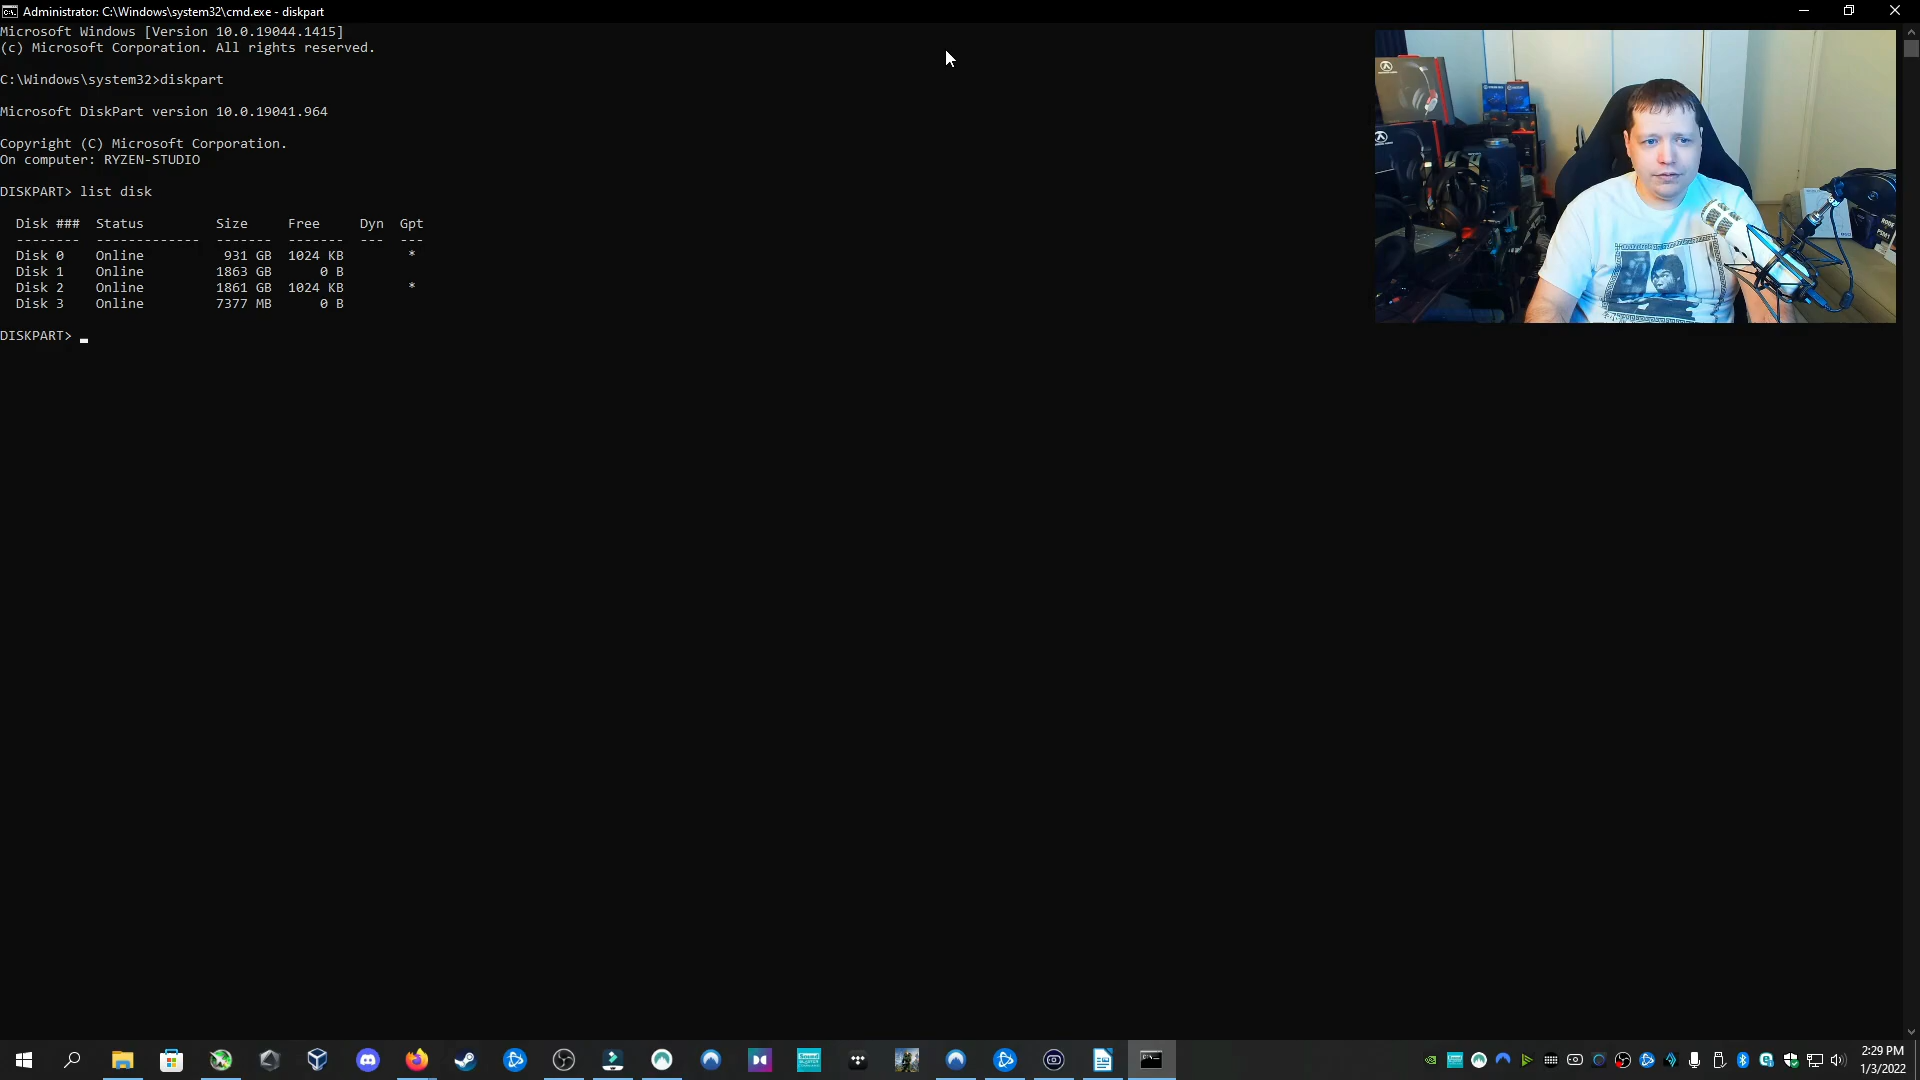 Administrator: C:\Windows\system32\cmd.exe - diskpart
Microsoft Windows [Version 10.0.19044.1415]
(c) Microsoft Corporation. All rights reserved.
C:\Windows\system32>diskpart
Microsoft DiskPart version 10.0.19041.964
Copyright (C) Microsoft Corporation.
On computer: RYZEN-STUDIO
DISKPART> list disk
Disk ###  Status         Size     Free     Dyn  Gpt
--------  -------------  -------  -------  ---  ---
Disk 0    Online          931 GB  1024 KB        *
Disk 1    Online         1863 GB      0 B
Disk 2    Online         1861 GB  1024 KB        *
Disk 3    Online         7377 MB      0 B
DISKPART>
2:29 PM
1/3/2022